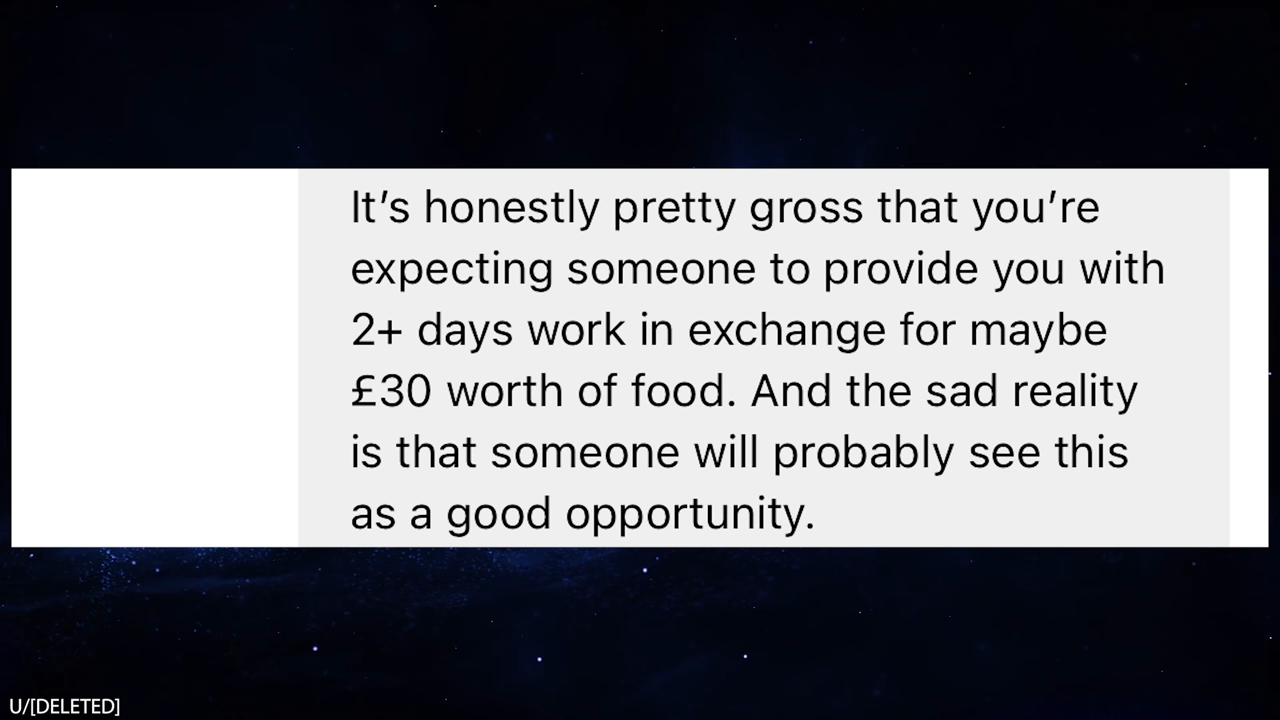 It’s honestly pretty gross that you’re
expecting someone to provide you with
2+ days work in exchange for maybe
£30 worth of food. And the sad reality
is that someone will probably see this
as a good opportunity.
U/[DELETED]